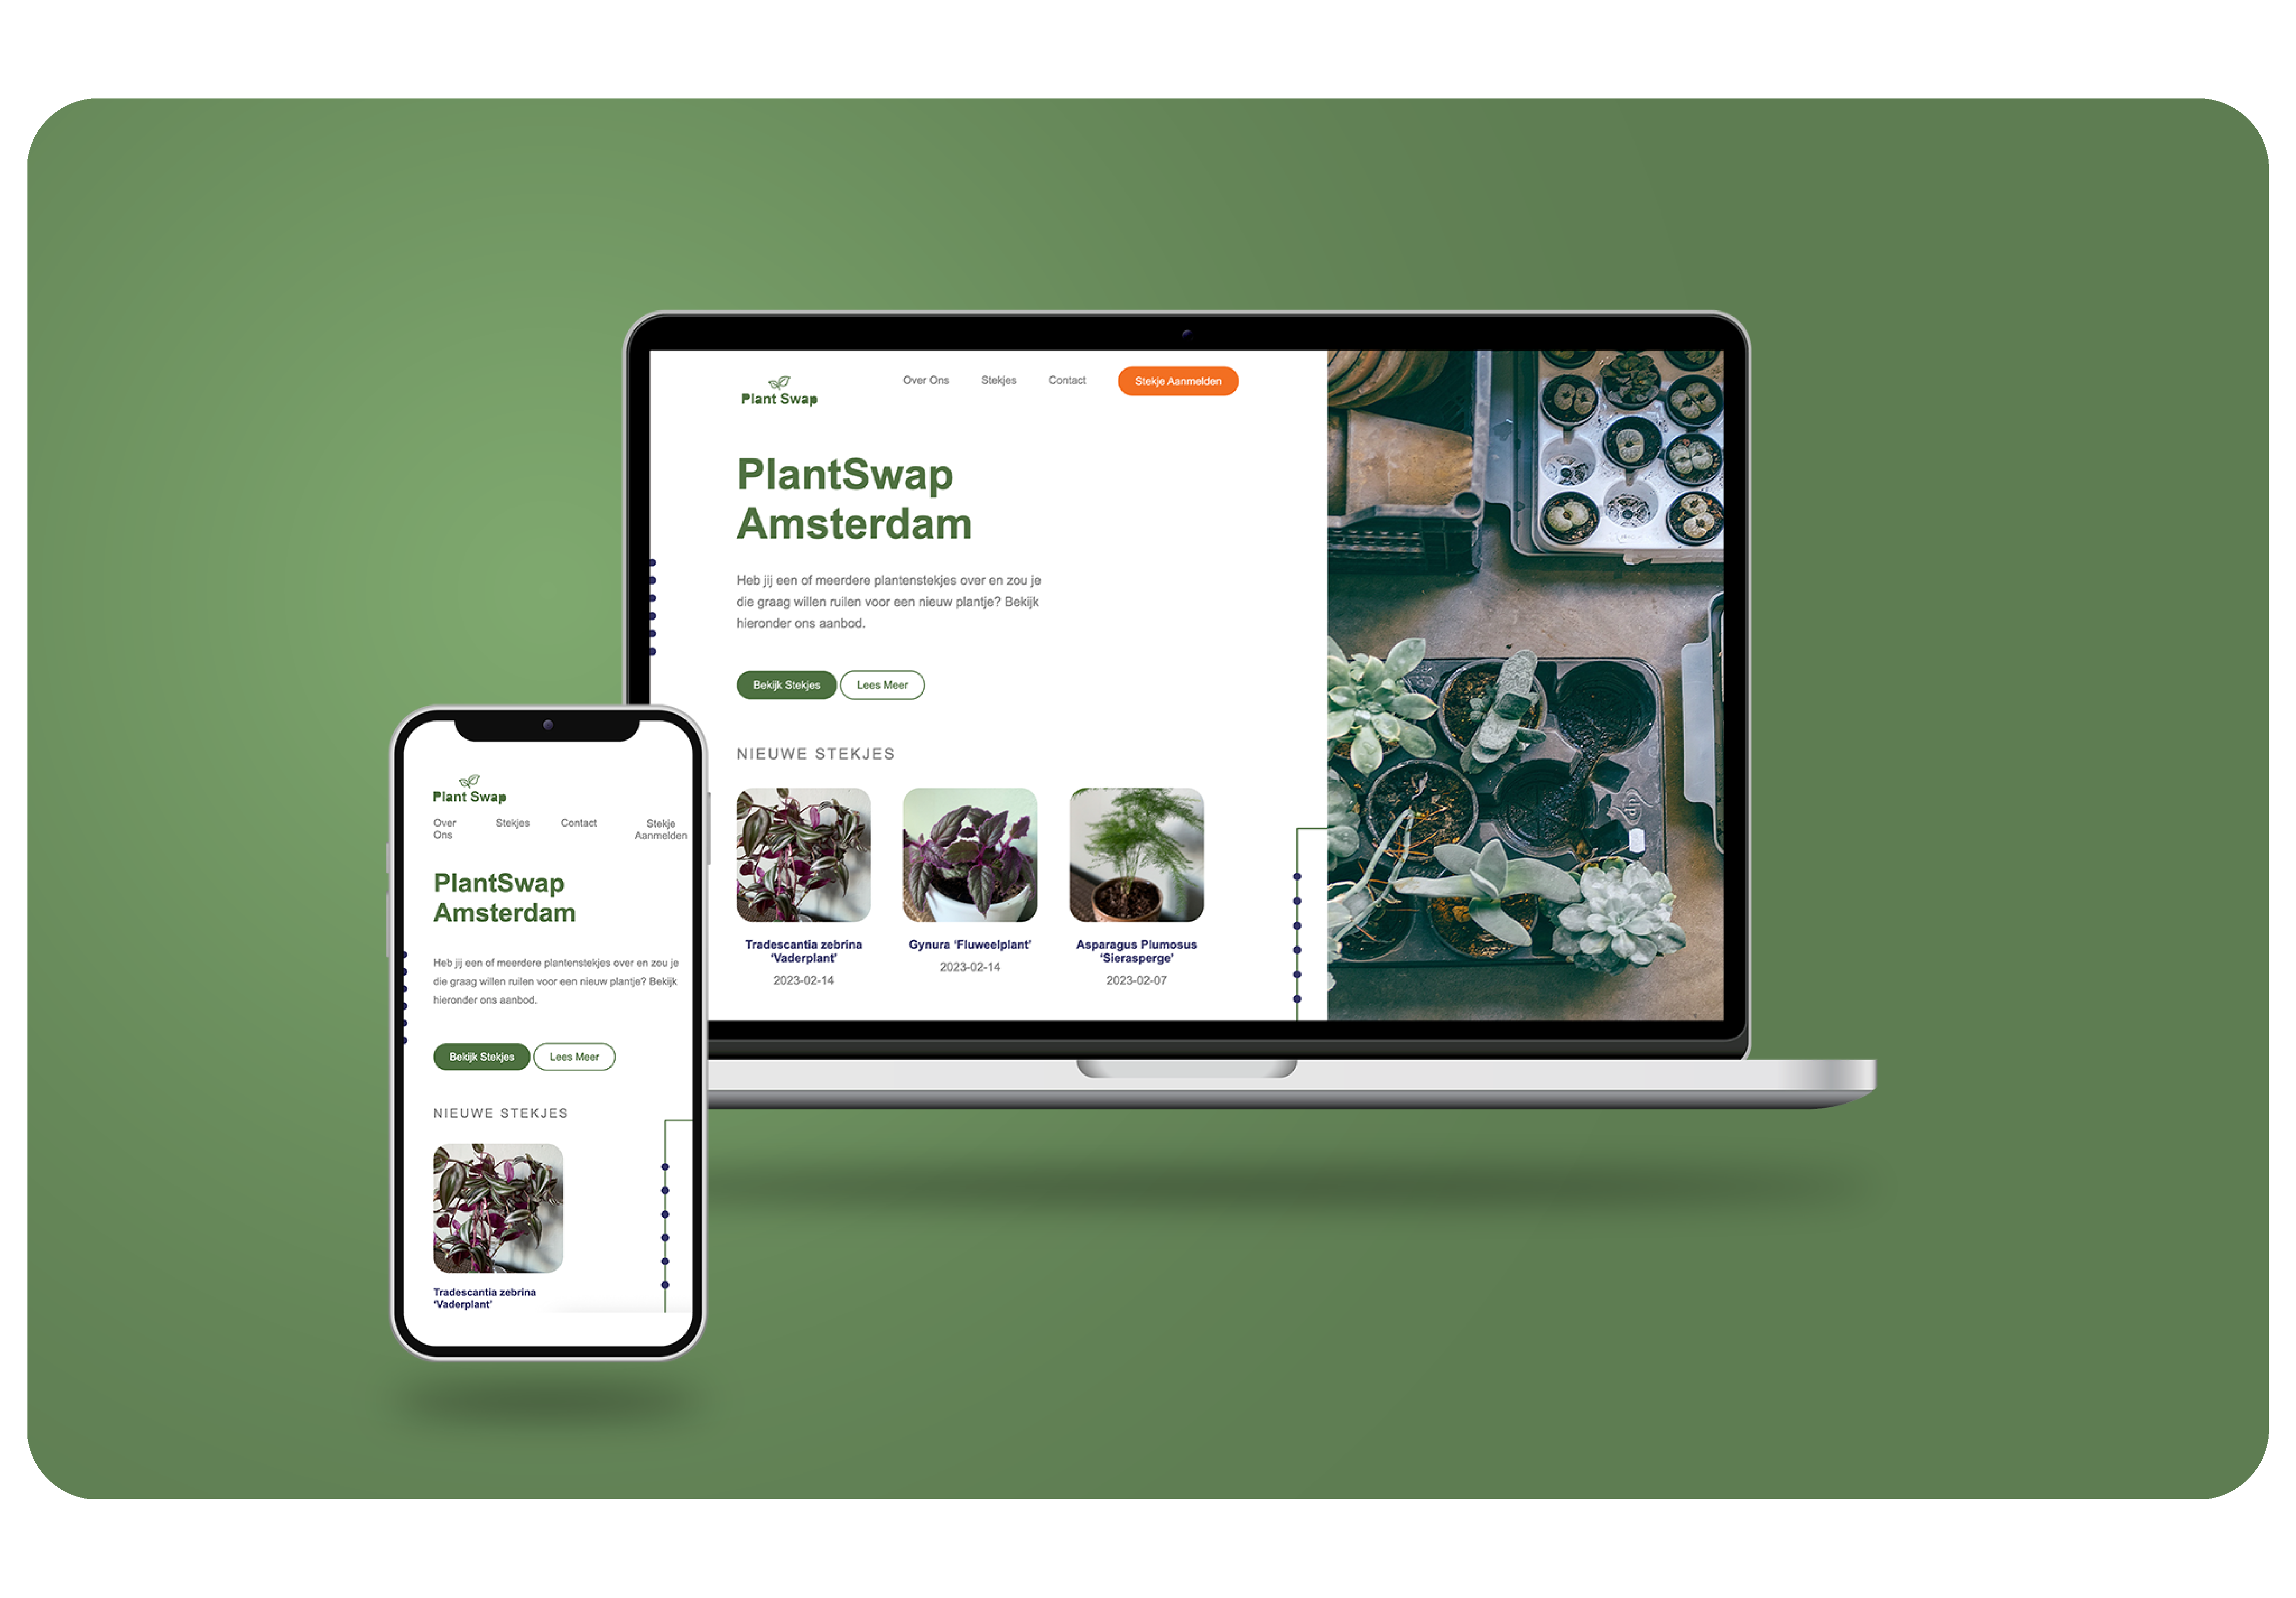 Plant Swap
Over Ons
Stekjes
Contact
Stekje Aanmelden
PlantSwap
Amsterdam
Heb jij een of meerdere plantenstekjes over en zou je
die graag willen ruilen voor een nieuw plantje? Bekijk
hieronder ons aanbod.
Bekijk Stekjes
Lees Meer
NIEUWE STEKJES
Tradescantia zebrina
‘Vaderplant’
2023-02-14
Gynura ‘Fluweelplant’
2023-02-14
Asparagus Plumosus
‘Sierasperge’
2023-02-07
Plant Swap
Over
Ons
Stekjes
Contact
Stekje
Aanmelden
PlantSwap
Amsterdam
Heb jij een of meerdere plantenstekjes over en zou je
die graag willen ruilen voor een nieuw plantje? Bekijk
hieronder ons aanbod.
Bekijk Stekjes
Lees Meer
NIEUWE STEKJES
Tradescantia zebrina
‘Vaderplant’